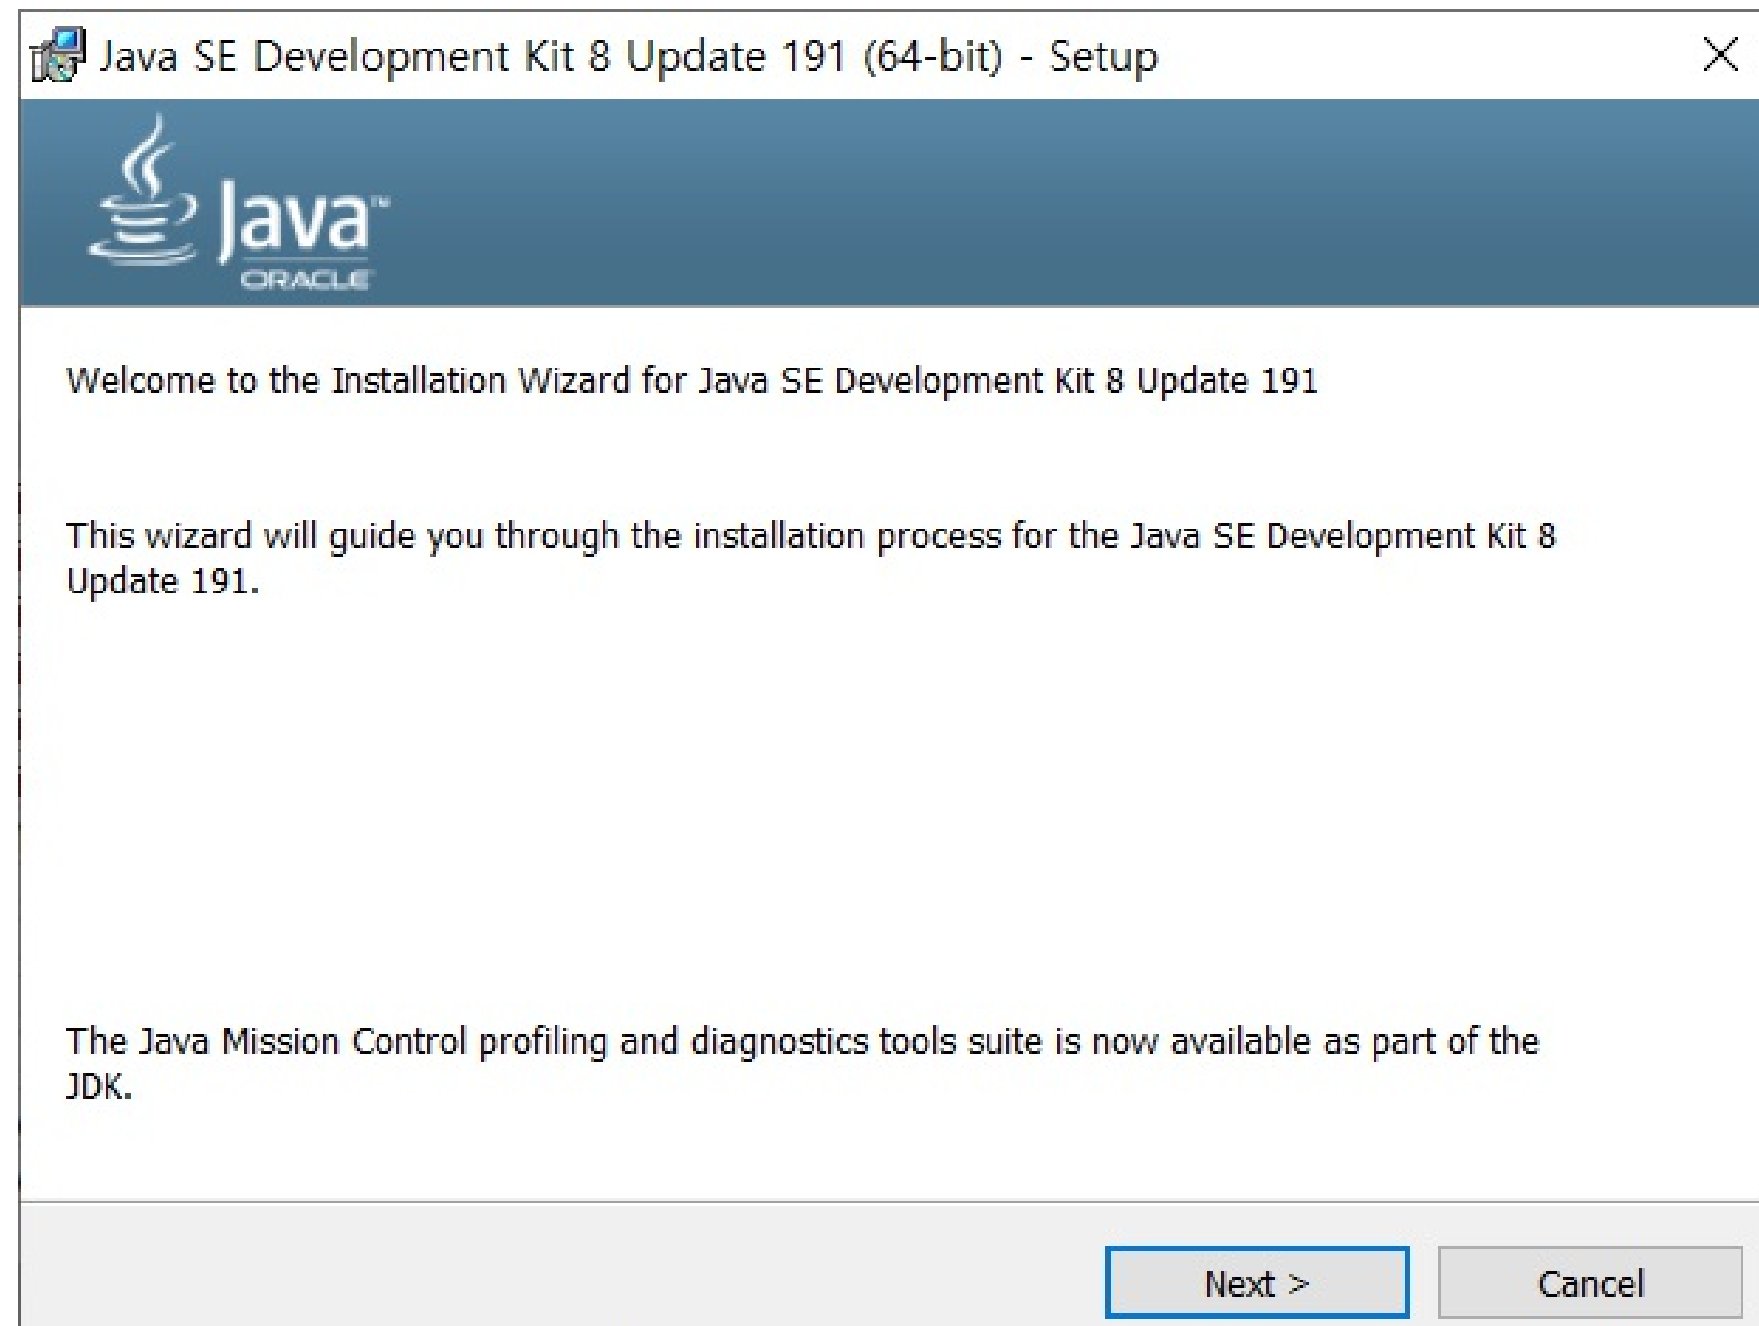 Java SE Development Kit 8 Update 191 (64-bit) - Setup
Java™
ORACLE
Welcome to the Installation Wizard for Java SE Development Kit 8 Update 191
This wizard will guide you through the installation process for the Java SE Development Kit 8
Update 191.
The Java Mission Control profiling and diagnostics tools suite is now available as part of the
JDK.
Next >
Cancel